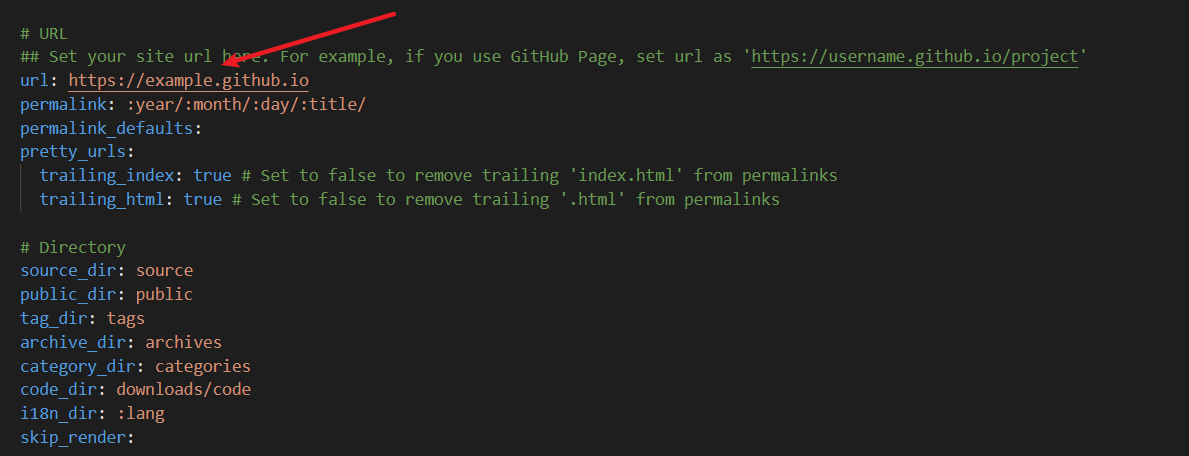 # URL
## Set your site url here. For example, if you use GitHub Page, set url as 'https://username.github.io/project'
url: https://example.github.io
permalink: :year/:month/:day/:title/
permalink_defaults:
pretty_urls:
  trailing_index: true # Set to false to remove trailing 'index.html' from permalinks
  trailing_html: true # Set to false to remove trailing '.html' from permalinks

# Directory
source_dir: source
public_dir: public
tag_dir: tags
archive_dir: archives
category_dir: categories
code_dir: downloads/code
i18n_dir: :lang
skip_render: